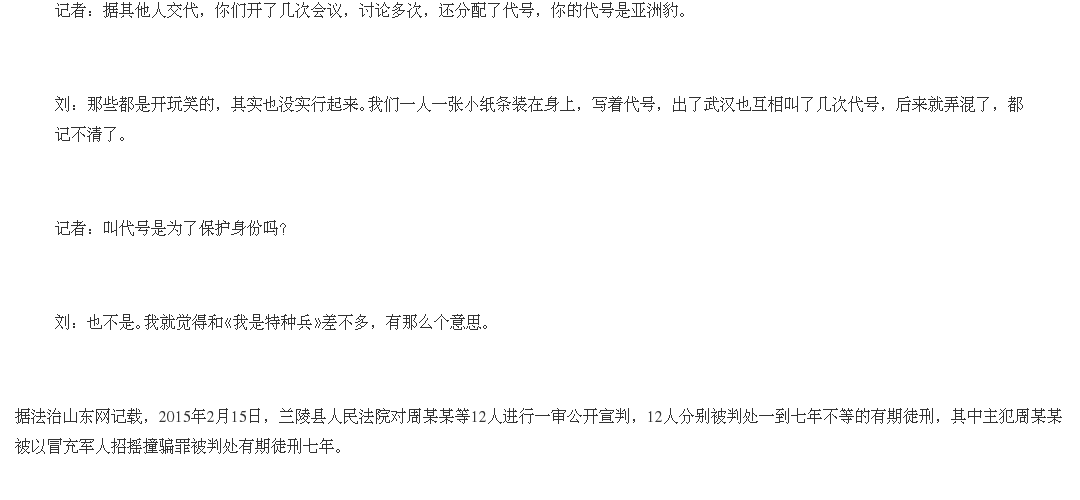 记者：据其他人交代，你们开了几次会议，讨论多次，还分配了代号，你的代号是亚洲豹。
刘：那些都是开玩笑的，其实也没实行起来。我们一人一张小纸条装在身上，写着代号，出了武汉也互相叫了几次代号，后来就弄混了，都
记不清了。
记者：叫代号是为了保护身份吗？
刘：也不是。我就觉得和《我是特种兵》差不多，有那么个意思。
据法治山东网记载，2015年2月15日，兰陵县人民法院对周某某等12人进行一审公开宣判，12人分别被判处一到七年不等的有期徒刑，其中主犯周某某
被以冒充军人招摇撞骗罪被判处有期徒刑七年。